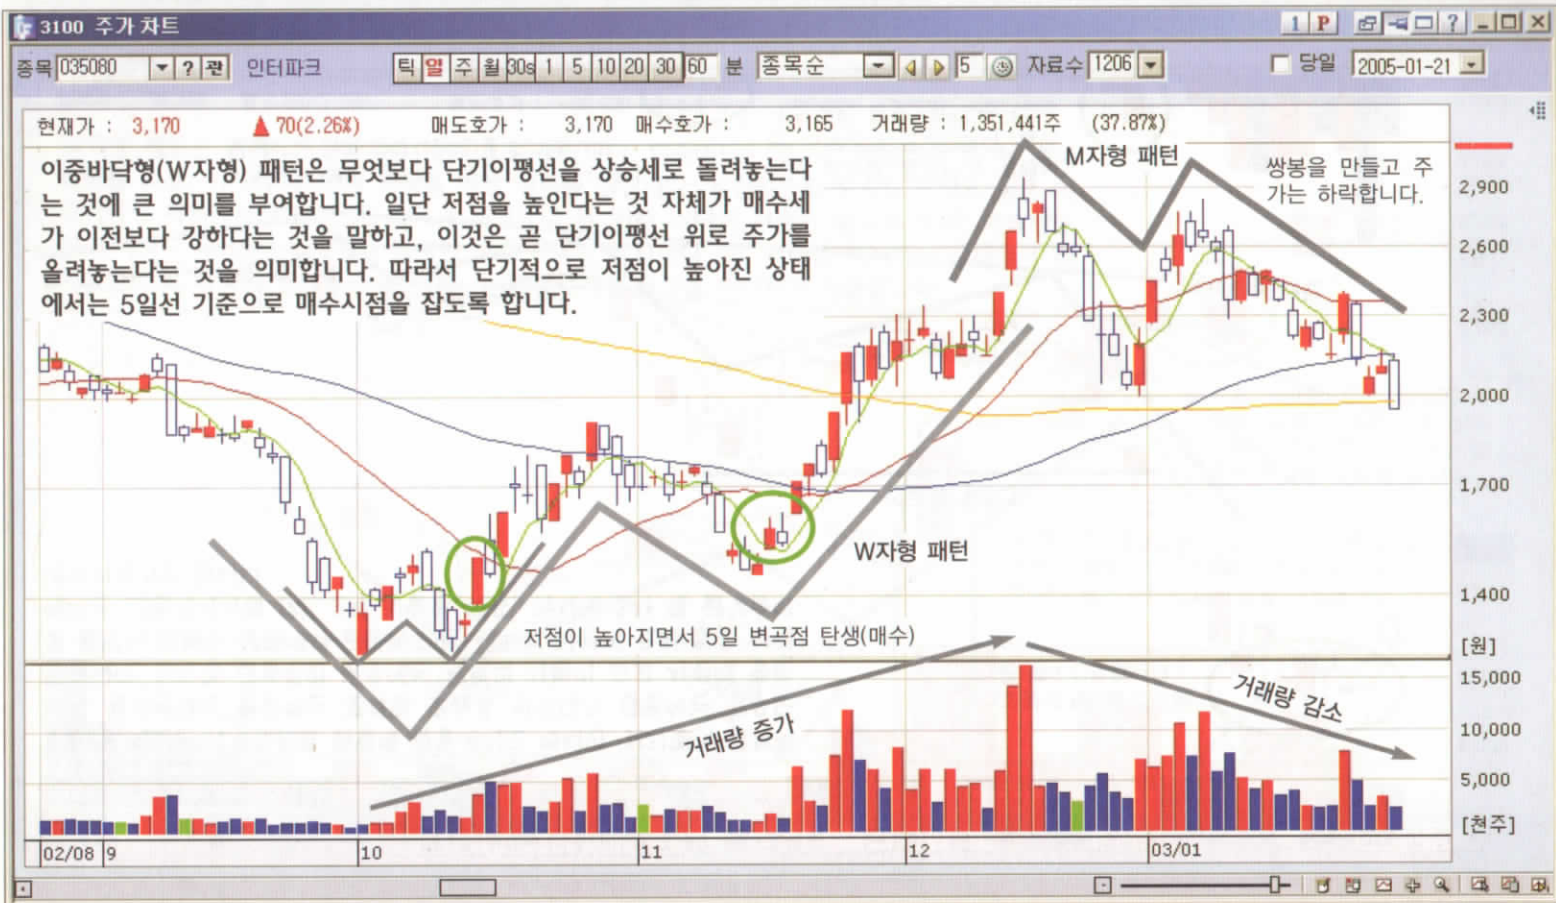 3100 주가 차트
1 P ?
종목 035080 ? 관 인터파크 틱 일 주 월 30s 1 5 10 20 30 60 분 종목순 5 자료수 1206 당일 2005-01-21
현재가 : 3,170 ▲ 70(2.26%) 매도호가 : 3,170 매수호가 : 3,165 거래량 : 1,351,441주 (37.87%)
이중바닥형(W자형) 패턴은 무엇보다 단기이평선을 상승세로 돌려놓는다
는 것에 큰 의미를 부여합니다. 일단 저점을 높인다는 것 자체가 매수세
가 이전보다 강하다는 것을 말하고, 이것은 곧 단기이평선 위로 주가를
올려놓는다는 것을 의미합니다. 따라서 단기적으로 저점이 높아진 상태
에서는 5일선 기준으로 매수시점을 잡도록 합니다.
M자형 패턴
쌍봉을 만들고 주
가는 하락합니다.
2,900
2,600
2,300
2,000
1,700
1,400
[원]
W자형 패턴
저점이 높아지면서 5일 변곡점 탄생(매수)
거래량 증가
거래량 감소
15,000
10,000
5,000
[천주]
02/08 9 10 11 12 03/01